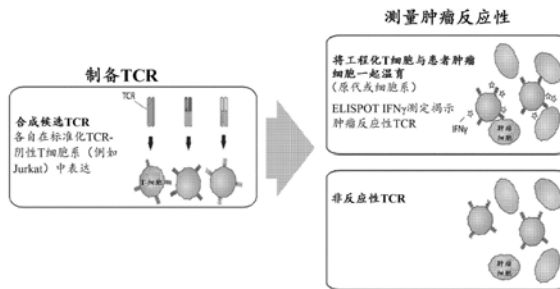 制备TCR
合成候选TCR
各自在标准化TCR-
阴性T细胞系（例如
Jurkat）中表达
TCR
T-细胞
测量肿瘤反应性
将工程化T细胞与患者肿瘤
细胞一起温育
（原代或细胞系）
ELISPOT IFNγ测定揭示
肿瘤反应性TCR
IFNγ
肿瘤
细胞
非反应性TCR
肿瘤
细胞